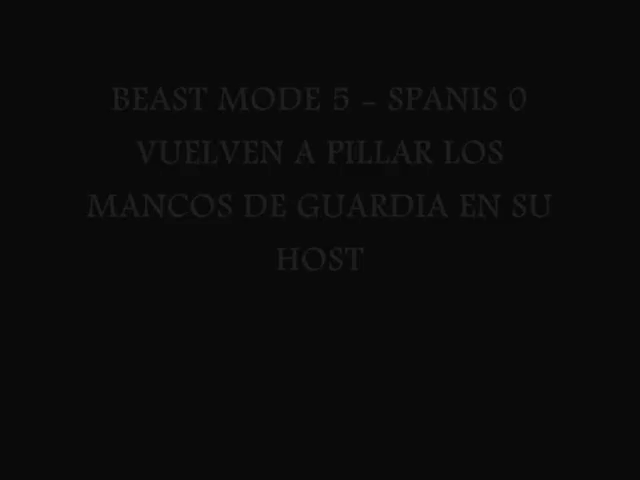 BEAST MODE 5 - SPANIS 0
VUELVEN A PILLAR LOS
MANCOS DE GUARDIA EN SU
HOST